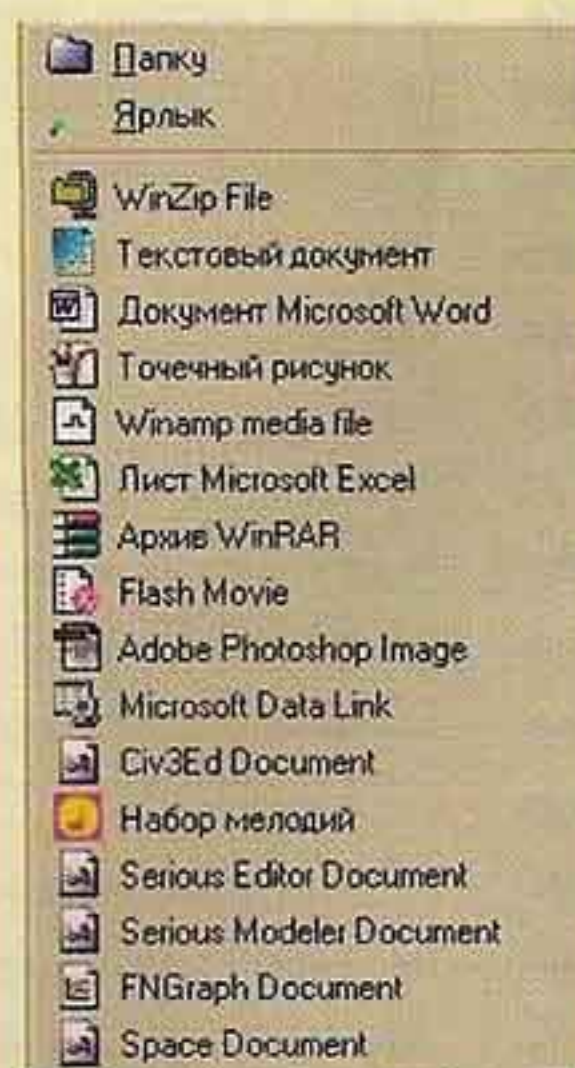 Папку
Ярлык
WinZip File
Текстовый документ
Документ Microsoft Word
Точечный рисунок
Winamp media file
Лист Microsoft Excel
Архив WinRAR
Flash Movie
Adobe Photoshop Image
Microsoft Data Link
Civ3Ed Document
Набор мелодий
Serious Editor Document
Serious Modeler Document
FNGraph Document
Space Document